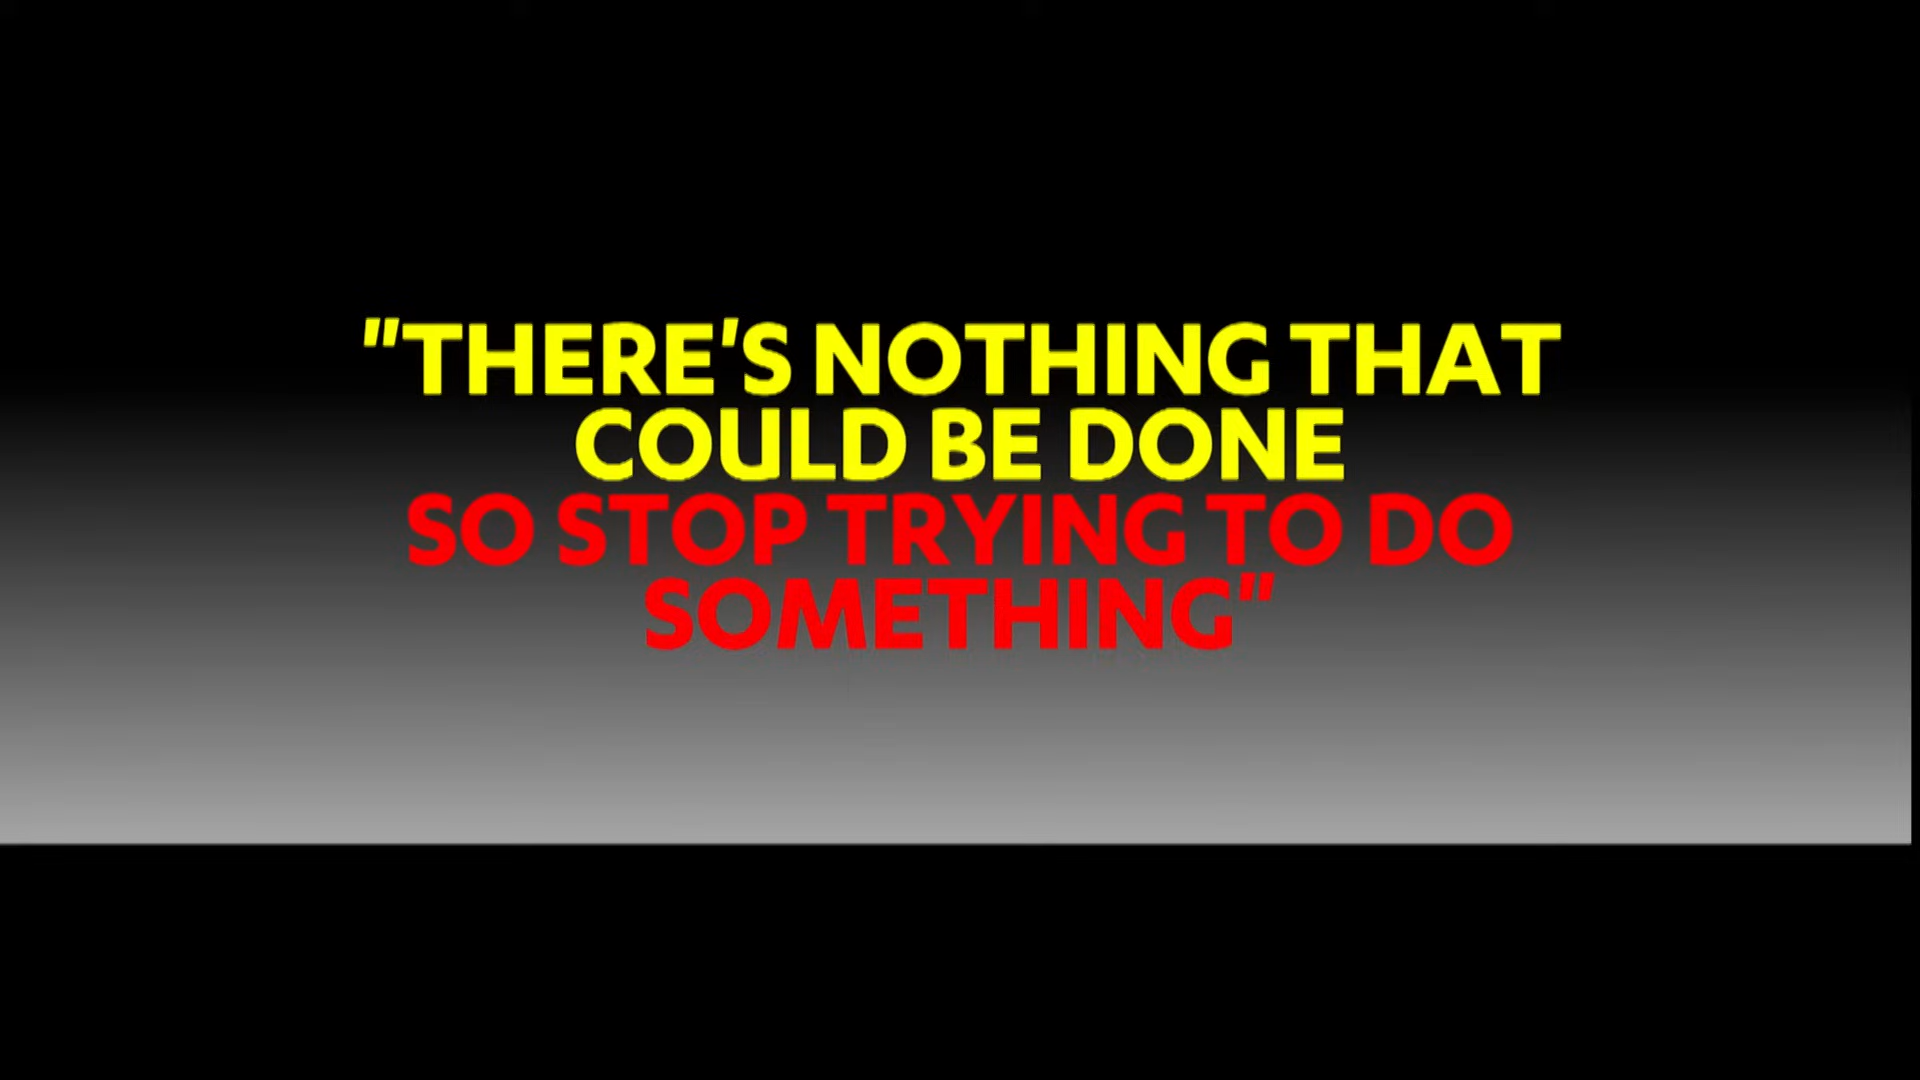 "THERE'S NOTHING THAT
COULD BE DONE
SO STOP TRYING TO DO
SOMETHING"